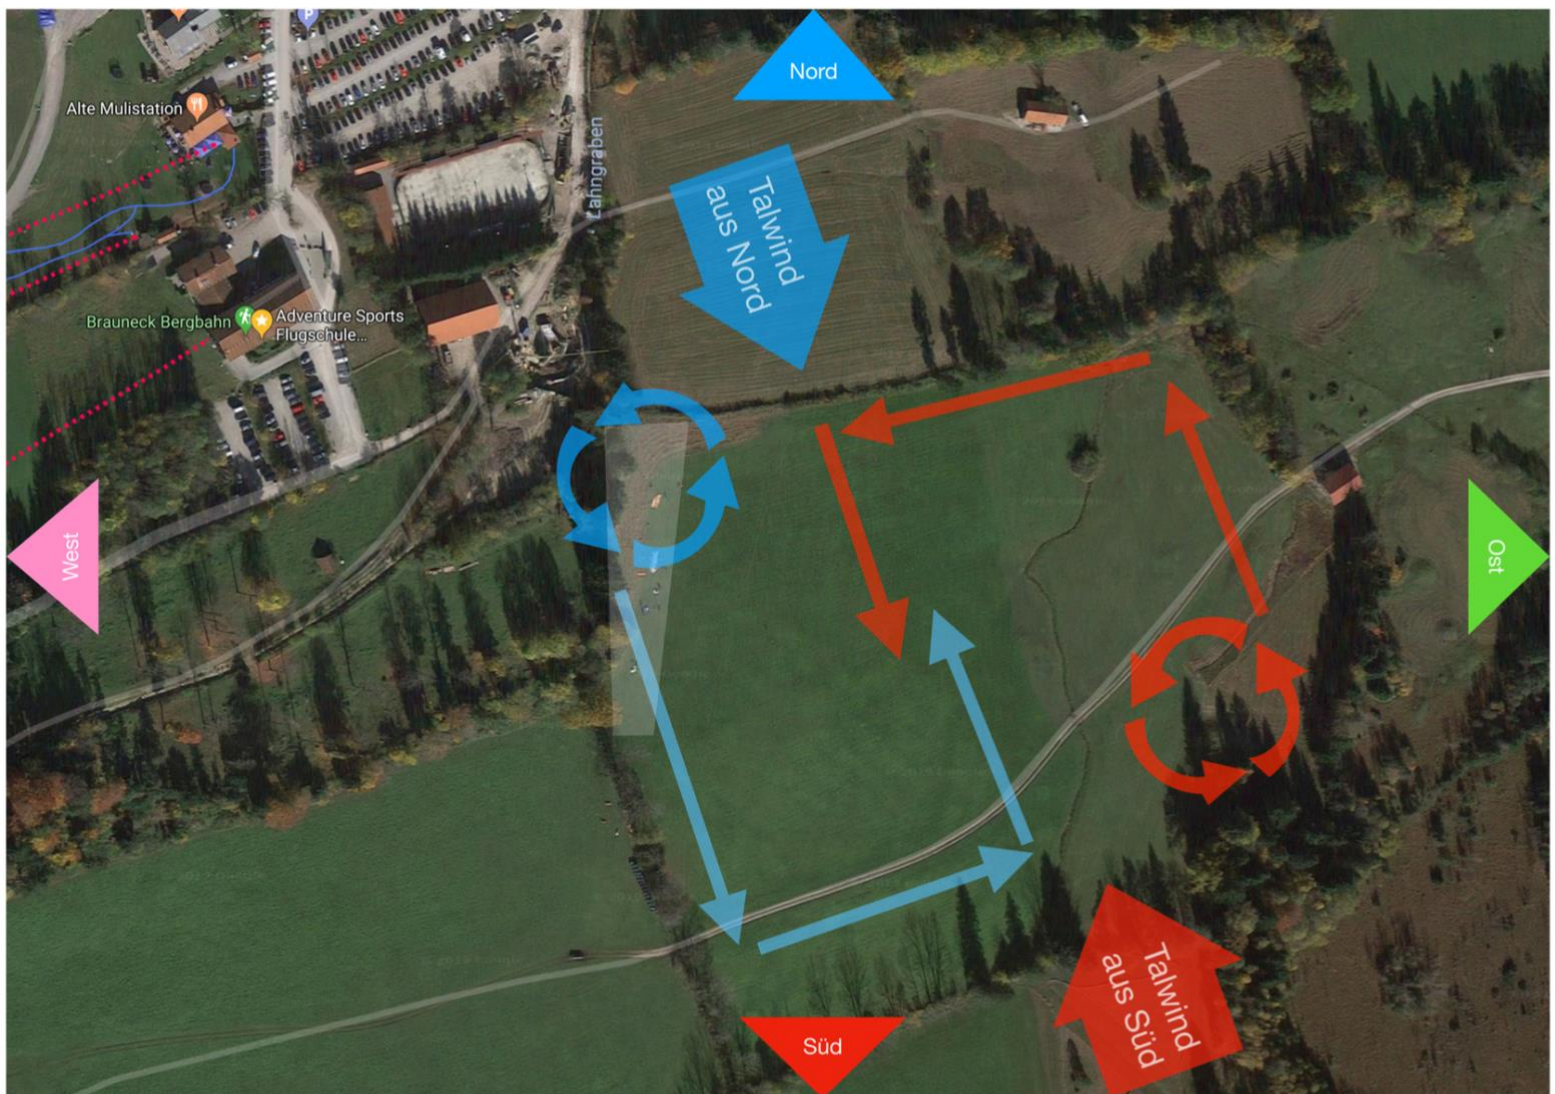 Nord
P
Alte Mulistation
Lahngraben
Talwind
aus Nord
Brauneck Bergbahn
Adventure Sports
Flugschule...
West
Ost
Talwind
aus Süd
Süd